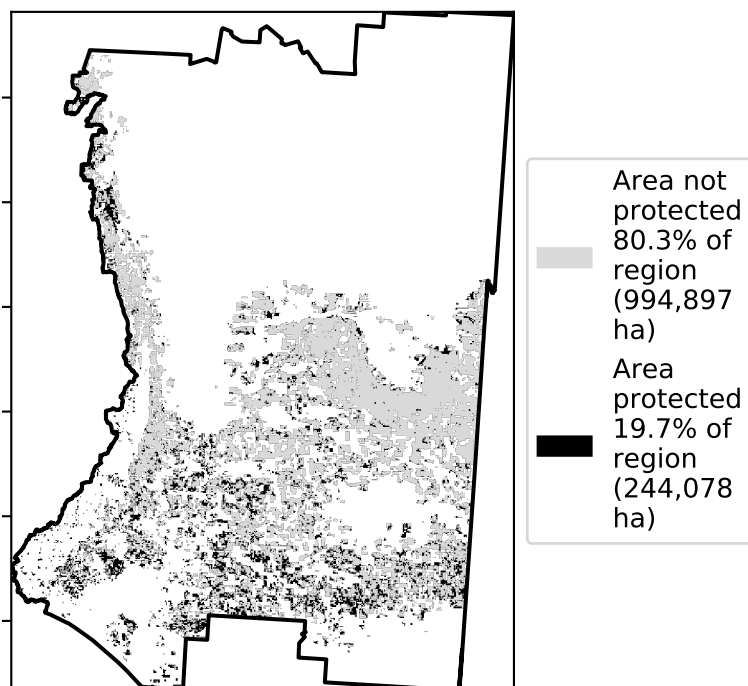 Area not
protected
80.3% of
region
(994,897
ha)
Area
protected
19.7% of
region
(244,078
ha)